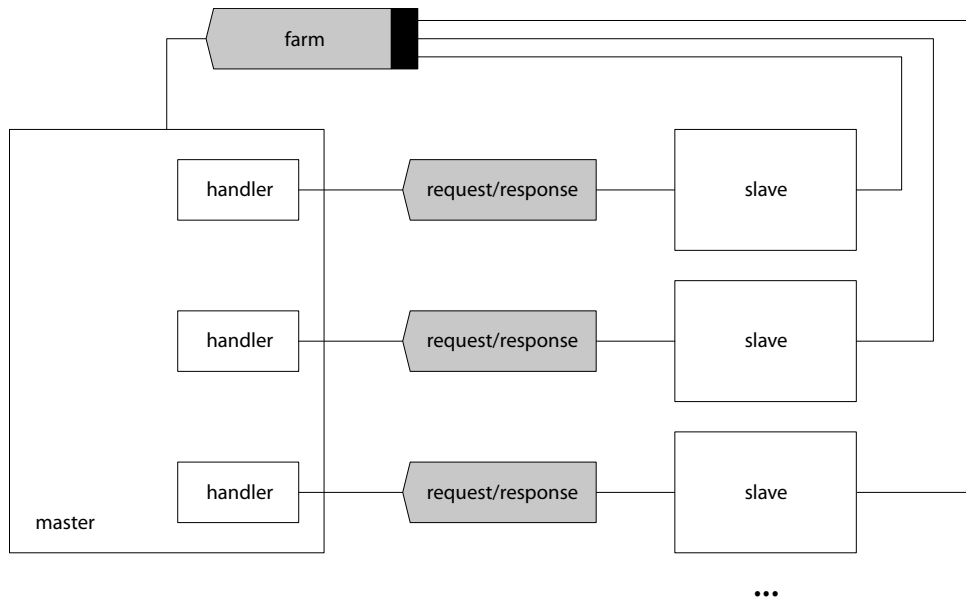 farm
handler
request/response
slave
handler
request/response
slave
handler
request/response
slave
master
...